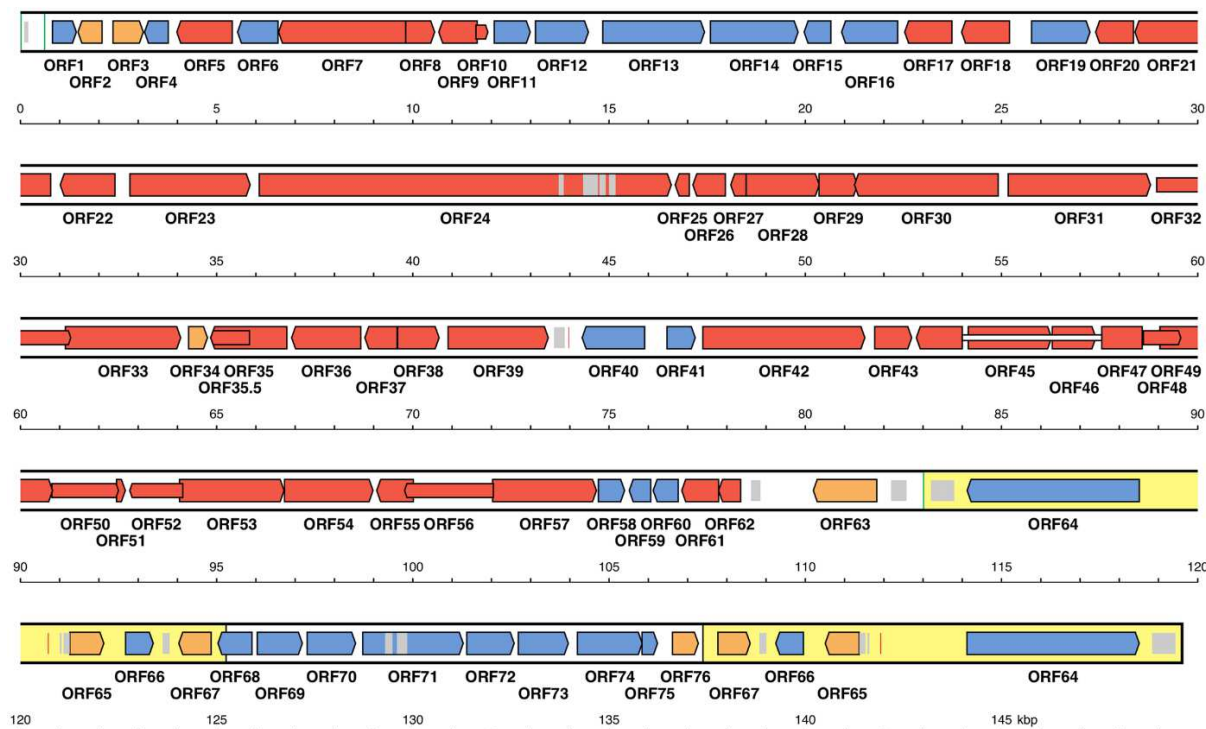 ORF1 ORF3 ORF5 ORF6 ORF7 ORF8 ORF10 ORF12 ORF13 ORF14 ORF15 ORF17 ORF18 ORF19 ORF20 ORF21
ORF2 ORF4 ORF9 ORF11 ORF16
0 5 10 15 20 25 30
ORF22 ORF23 ORF24 ORF25 ORF27 ORF29 ORF30 ORF31 ORF32
ORF26 ORF28
30 35 40 45 50 55 60
ORF33 ORF34 ORF35 ORF36 ORF38 ORF39 ORF40 ORF41 ORF42 ORF43 ORF45 ORF47 ORF49
ORF35.5 ORF37 ORF46 ORF48
60 65 70 75 80 85 90
ORF50 ORF52 ORF53 ORF54 ORF55 ORF56 ORF57 ORF58 ORF60 ORF62 ORF63 ORF64
ORF51 ORF59 ORF61
90 95 100 105 110 115 120
ORF66 ORF68 ORF70 ORF71 ORF72 ORF74 ORF76 ORF66 ORF64
ORF65 ORF67 ORF69 ORF73 ORF75 ORF67 ORF65
120 125 130 135 140 145 kbp